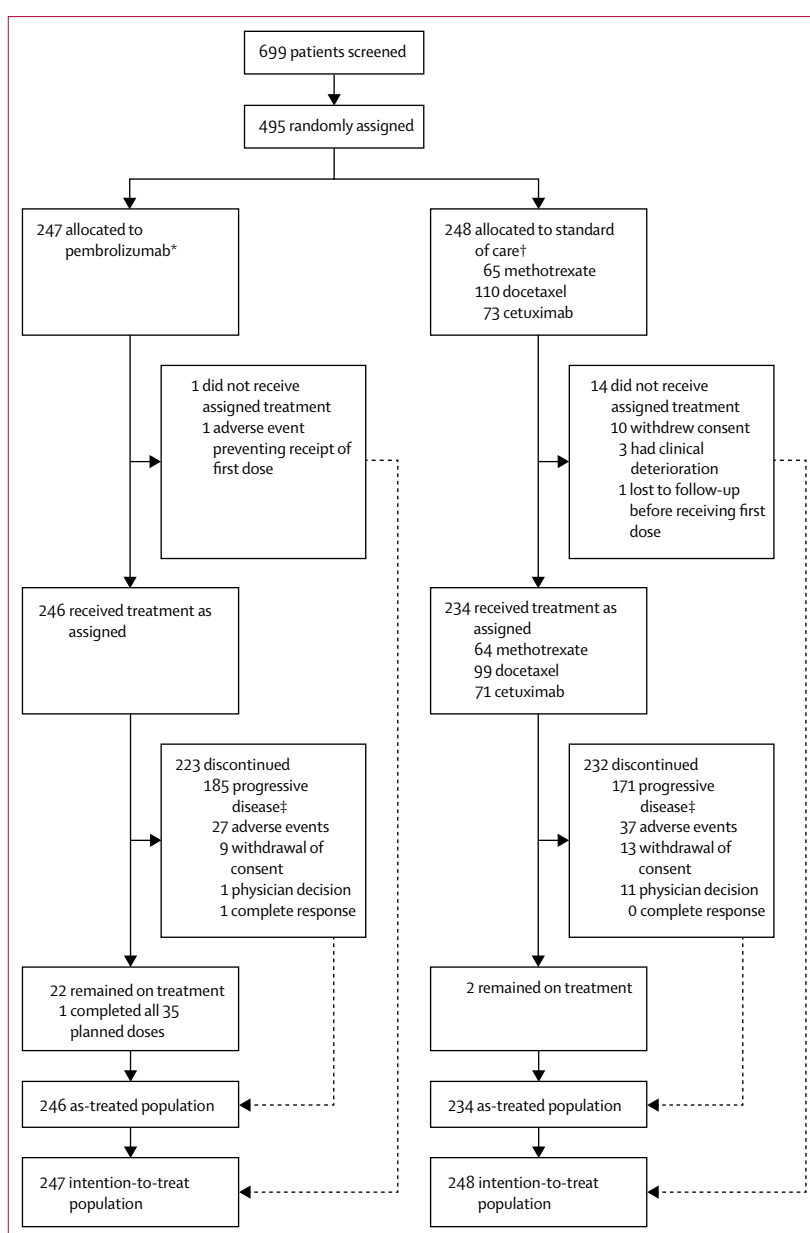 699 patients screened
495 randomly assigned
247 allocated to
pembrolizumab*
248 allocated to standard
of care†
65 methotrexate
110 docetaxel
73 cetuximab
1 did not receive
assigned treatment
1 adverse event
preventing receipt of
first dose
14 did not receive
assigned treatment
10 withdrew consent
3 had clinical
deterioration
1 lost to follow-up
before receiving first
dose
246 received treatment as
assigned
234 received treatment as
assigned
64 methotrexate
99 docetaxel
71 cetuximab
223 discontinued
185 progressive
disease‡
27 adverse events
9 withdrawal of
consent
1 physician decision
1 complete response
232 discontinued
171 progressive
disease‡
37 adverse events
13 withdrawal of
consent
11 physician decision
0 complete response
22 remained on treatment
1 completed all 35
planned doses
2 remained on treatment
246 as-treated population
234 as-treated population
247 intention-to-treat
population
248 intention-to-treat
population